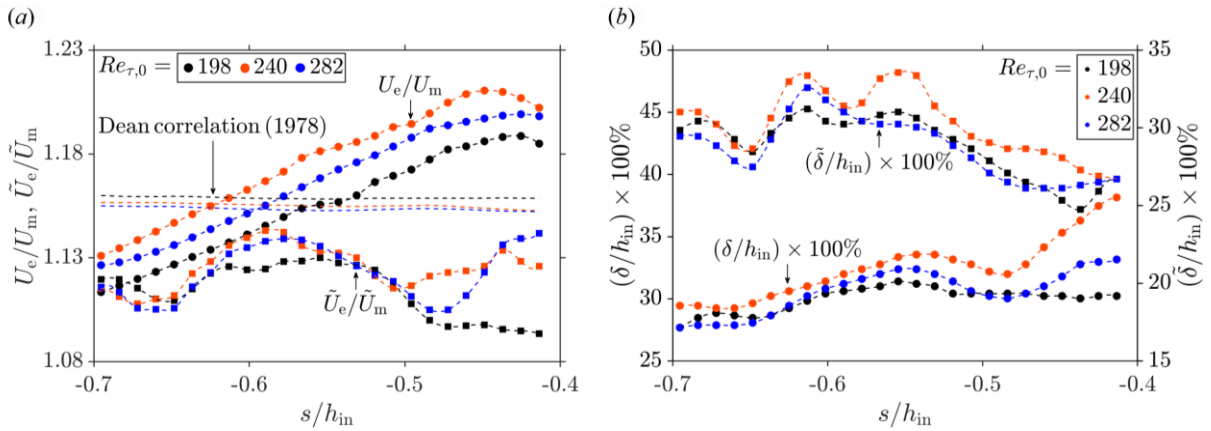 (a)
1.23
1.18
1.13
1.08
U_e/U_m, Ũ_e/Ũ_m
Re_τ,0 = 198 240 282
U_e/U_m
Dean correlation (1978)
Ũ_e/Ũ_m
-0.7 -0.6 -0.5 -0.4
s/h_in
(b)
50
45
40
35
30
25
(δ/h_in) × 100%
Re_τ,0 = 198
240
282
(δ̃/h_in) × 100%
(δ/h_in) × 100%
35
30
25
20
15
(δ̃/h_in) × 100%
-0.7 -0.6 -0.5 -0.4
s/h_in